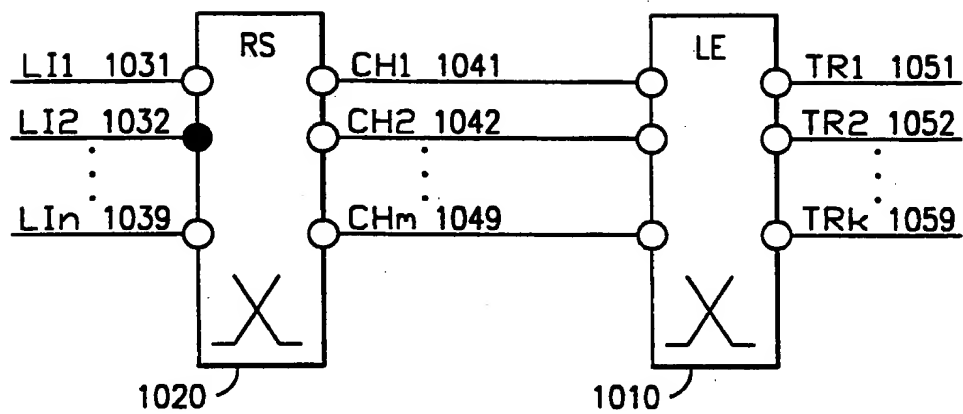 RS
LE
LI1 1031
CH1 1041
TR1 1051
LI2 1032
CH2 1042
TR2 1052
LIn 1039
CHm 1049
TRk 1059
1020
1010